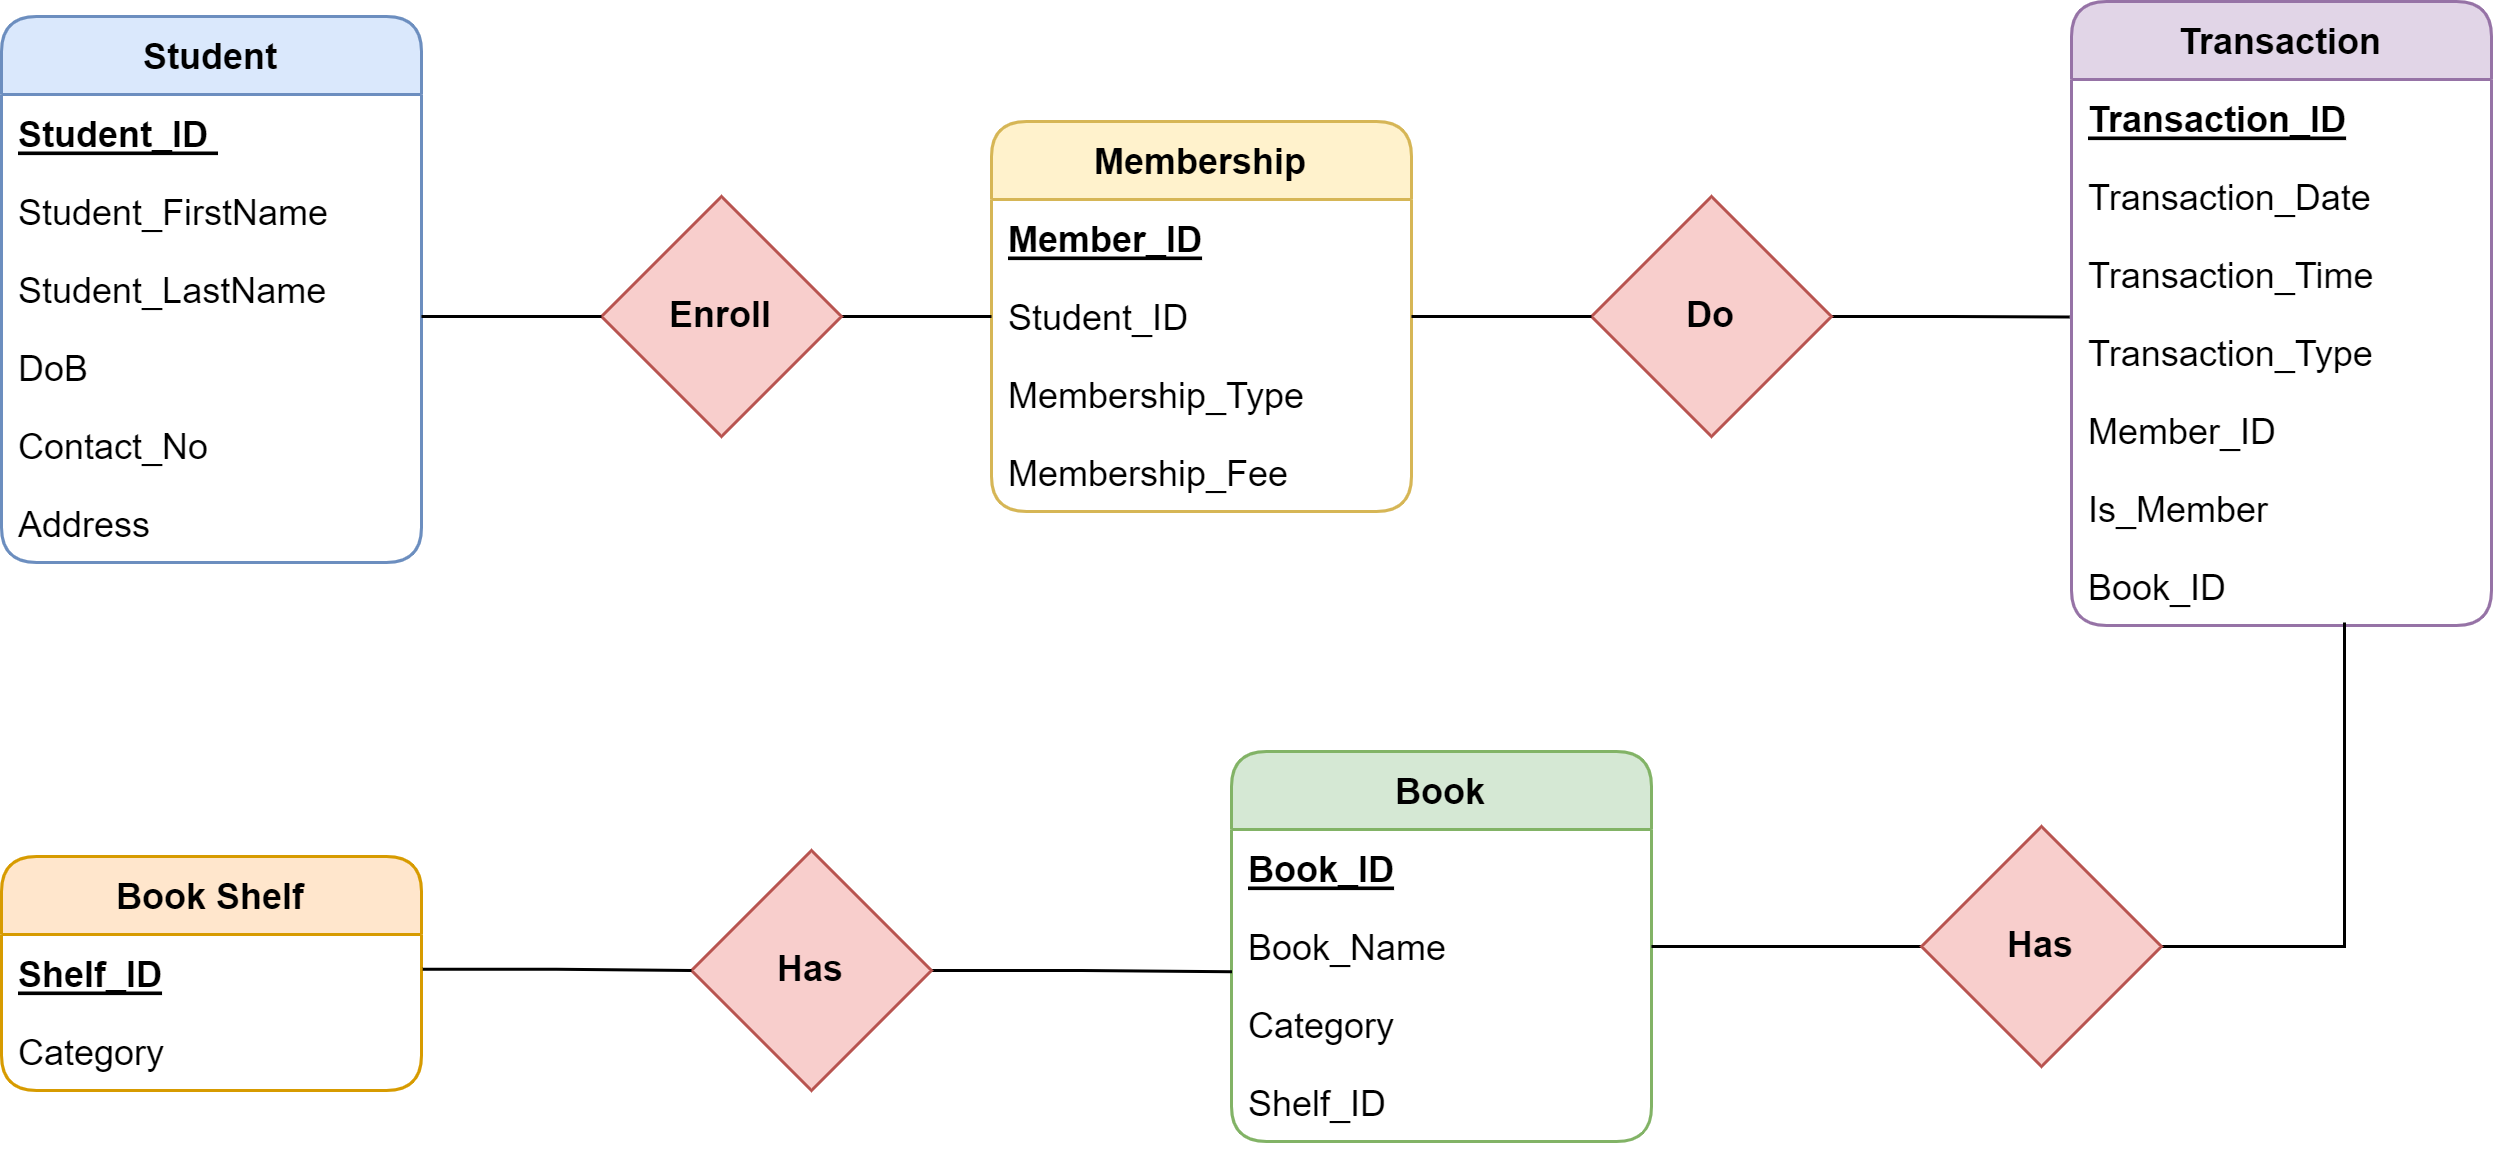 Student
Student_ID
Student_FirstName
Student_LastName
DoB
Contact_No
Address
Enroll
Membership
Member_ID
Student_ID
Membership_Type
Membership_Fee
Do
Transaction
Transaction_ID
Transaction_Date
Transaction_Time
Transaction_Type
Member_ID
Is_Member
Book_ID
Book Shelf
Shelf_ID
Category
Has
Book
Book_ID
Book_Name
Category
Shelf_ID
Has